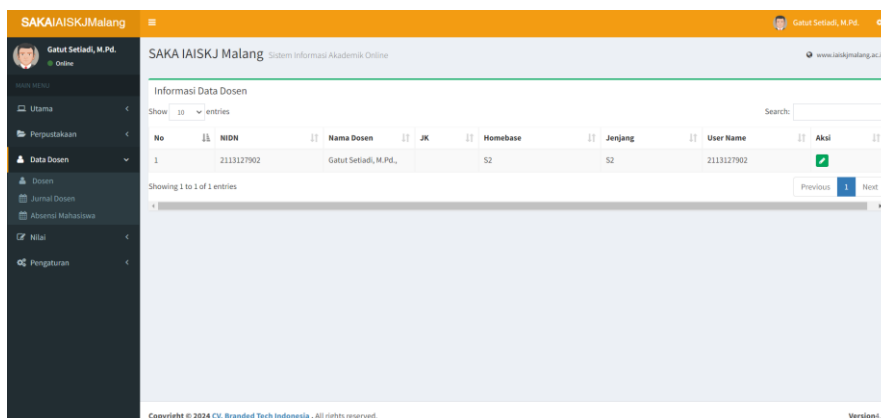 SAKAIAISKJMalang
Gatut Setiadi, M.Pd.
Gatut Setiadi, M.Pd.
Online
SAKA IAISKJ Malang Sistem Informasi Akademik Online
www.iaiskjmalang.ac.i
MAIN MENU
Utama
Perpustakaan
Data Dosen
Dosen
Jurnal Dosen
Absensi Mahasiswa
Nilai
Pengaturan
Informasi Data Dosen
Show 10 entries
Search:
No NIDN Nama Dosen JK Homebase Jenjang User Name Aksi
1 2113127902 Gatut Setiadi, M.Pd., S2 S2 2113127902
Showing 1 to 1 of 1 entries
Previous 1 Next
Copyright © 2024 CV. Branded Tech Indonesia . All rights reserved.
Version